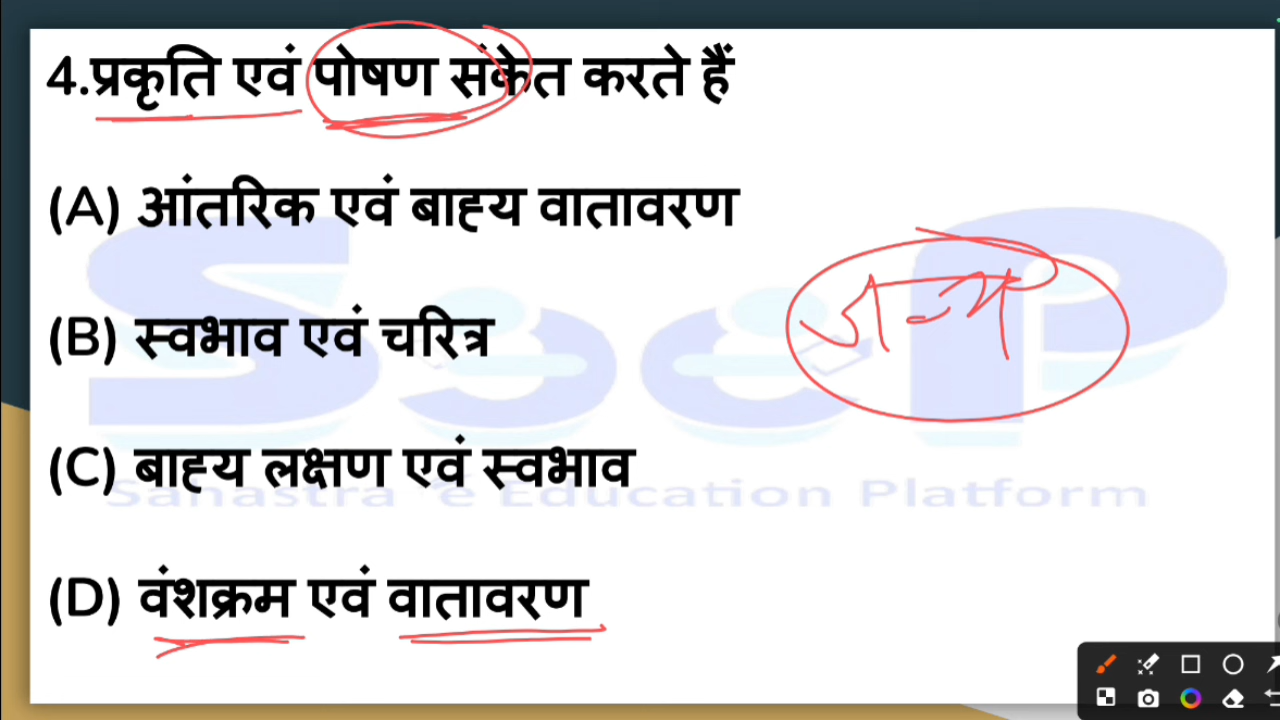 4.प्रकृति एवं पोषण संकेत करते हैं
(A) आंतरिक एवं बाह्य वातावरण
(B) स्वभाव एवं चरित्र
जन्म
(C) बाह्य लक्षण एवं स्वभाव
Education Platform
(D) वंशक्रम एवं वातावरण